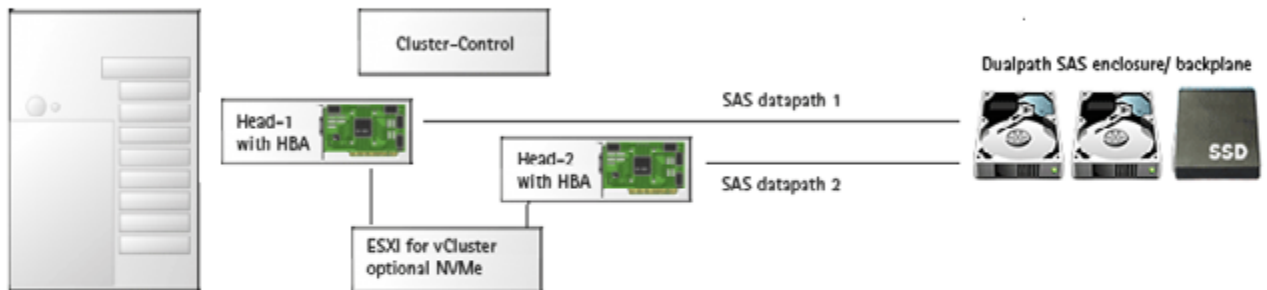 Cluster-Control
Dualpath SAS enclosure/ backplane
SAS datapath 1
Head-1
with HBA
Head-2
with HBA
SSD
SAS datapath 2
ESXI for vCluster
optional NVMe